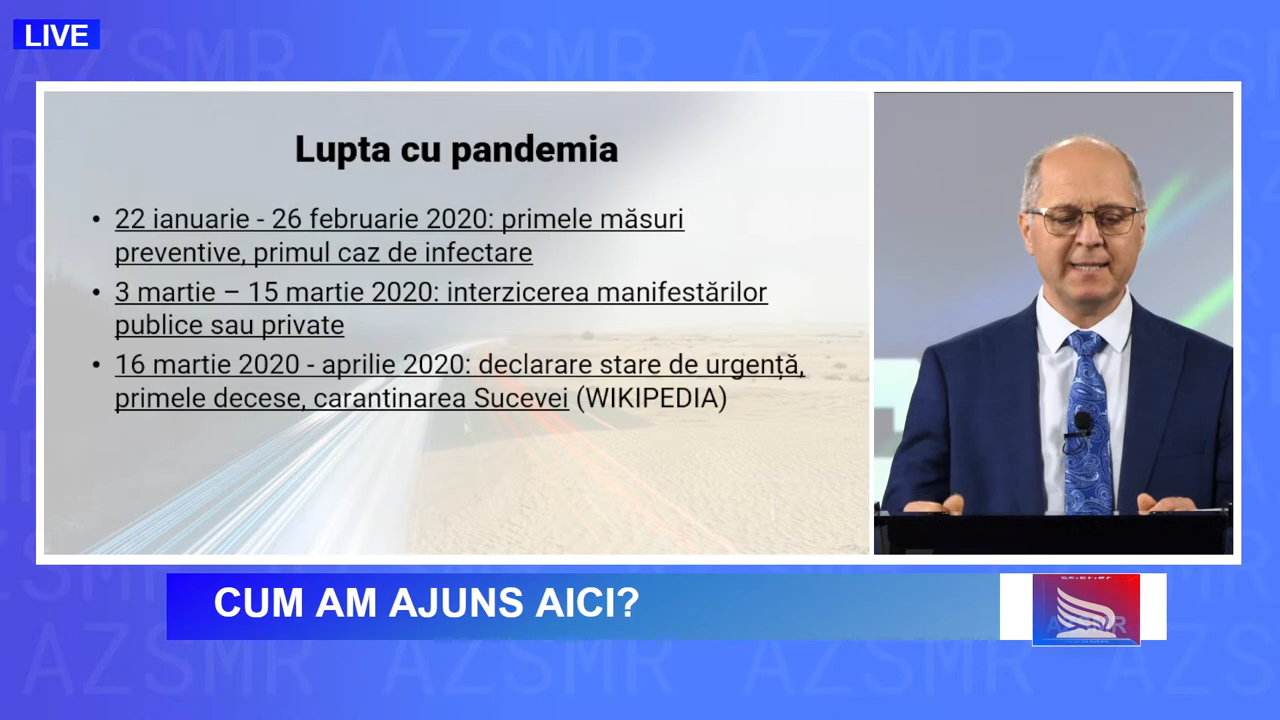 LIVE
Lupta cu pandemia
• 22 ianuarie - 26 februarie 2020: primele măsuri
preventive, primul caz de infectare
• 3 martie – 15 martie 2020: interzicerea manifestărilor
publice sau private
• 16 martie 2020 - aprilie 2020: declarare stare de urgență,
primele decese, carantinarea Sucevei (WIKIPEDIA)
CUM AM AJUNS AICI?
AZSMR